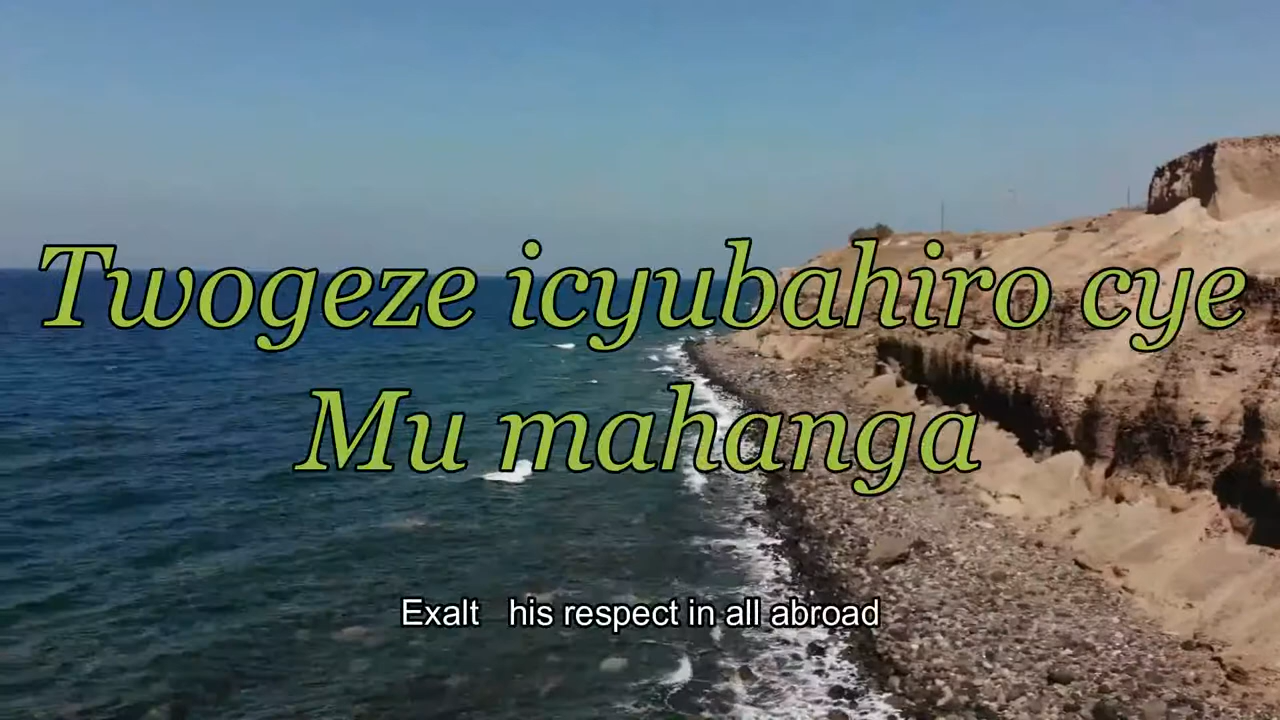 Twogeze icyubahiro cye
Mu mahanga
Exalt   his respect in all abroad